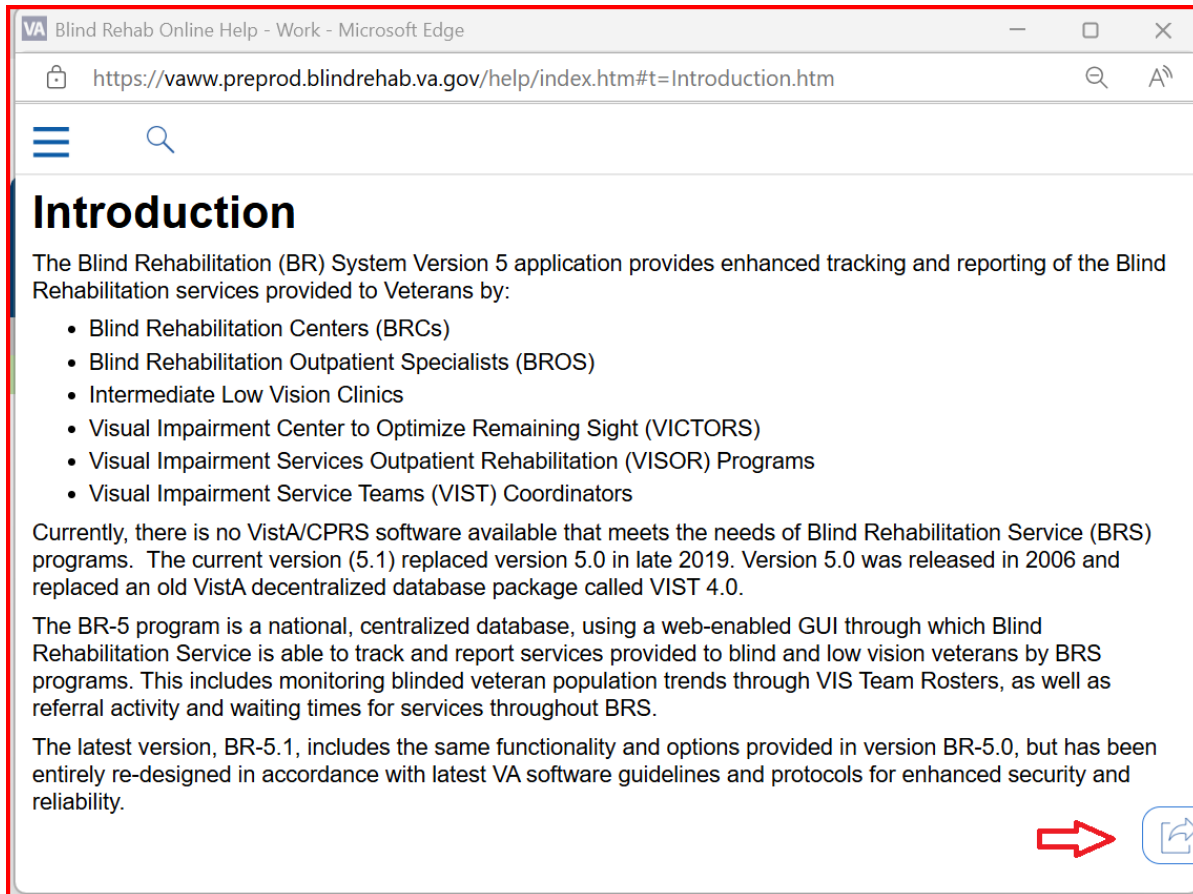 VA Blind Rehab Online Help - Work - Microsoft Edge
https://vaww.preprod.blindrehab.va.gov/help/index.htm#t=Introduction.htm
Introduction
The Blind Rehabilitation (BR) System Version 5 application provides enhanced tracking and reporting of the Blind
Rehabilitation services provided to Veterans by:
• Blind Rehabilitation Centers (BRCs)
• Blind Rehabilitation Outpatient Specialists (BROS)
• Intermediate Low Vision Clinics
• Visual Impairment Center to Optimize Remaining Sight (VICTORS)
• Visual Impairment Services Outpatient Rehabilitation (VISOR) Programs
• Visual Impairment Service Teams (VIST) Coordinators
Currently, there is no VistA/CPRS software available that meets the needs of Blind Rehabilitation Service (BRS)
programs.  The current version (5.1) replaced version 5.0 in late 2019. Version 5.0 was released in 2006 and
replaced an old VistA decentralized database package called VIST 4.0.
The BR-5 program is a national, centralized database, using a web-enabled GUI through which Blind
Rehabilitation Service is able to track and report services provided to blind and low vision veterans by BRS
programs. This includes monitoring blinded veteran population trends through VIS Team Rosters, as well as
referral activity and waiting times for services throughout BRS.
The latest version, BR-5.1, includes the same functionality and options provided in version BR-5.0, but has been
entirely re-designed in accordance with latest VA software guidelines and protocols for enhanced security and
reliability.